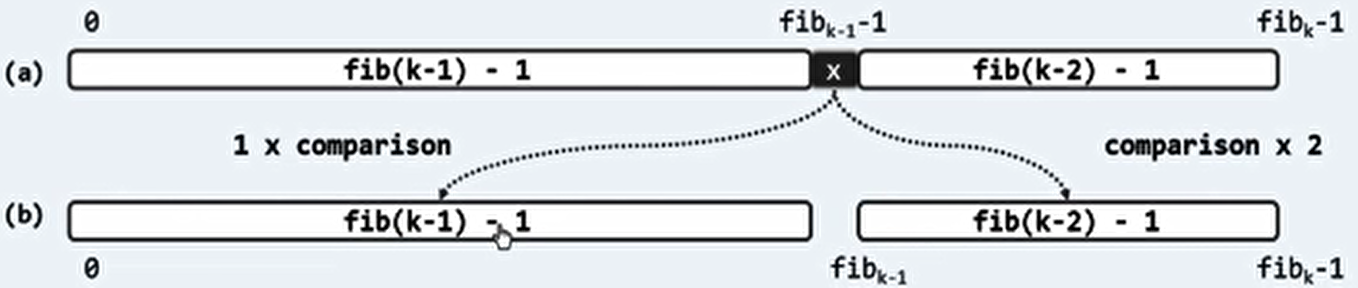 0 fib_{k-1}-1 fib_k-1
(a) fib(k-1) - 1 x fib(k-2) - 1
1 x comparison comparison x 2
(b) fib(k-1) - 1 fib(k-2) - 1
0 fib_{k-1} fib_k-1